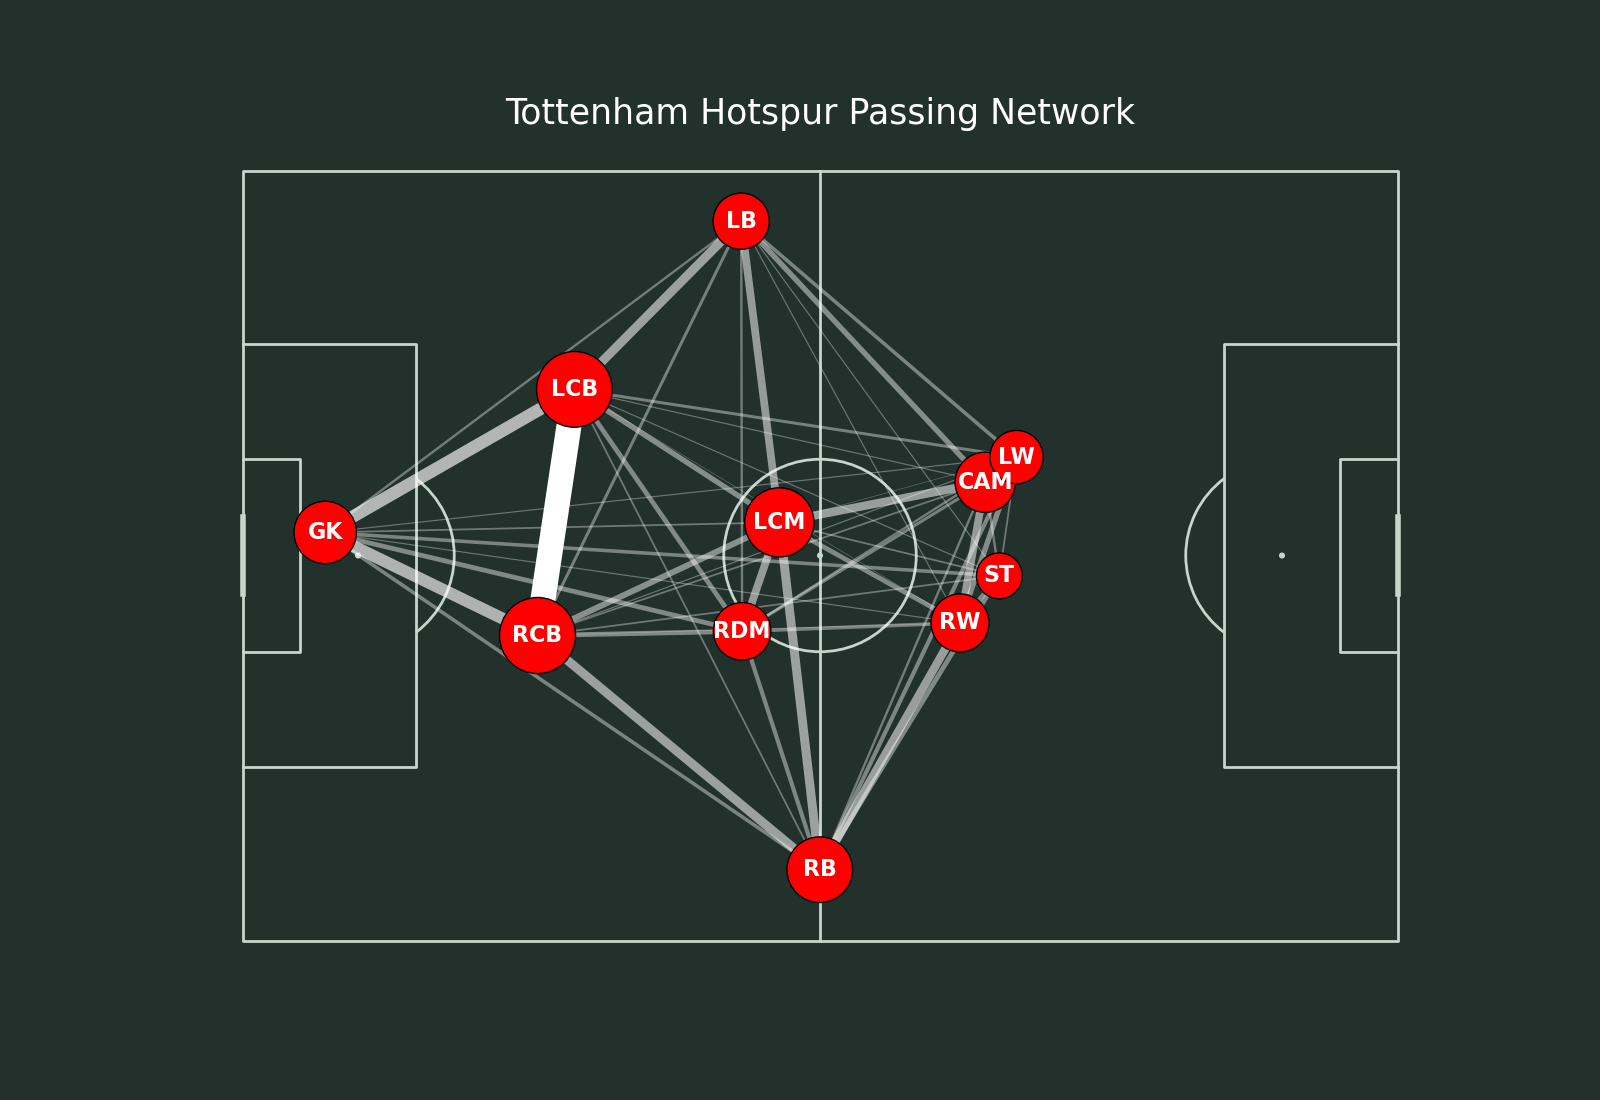 Tottenham Hotspur Passing Network
LB
LCB
LW
CAM
LCM
GK
ST
RW
RDM
RCB
RB